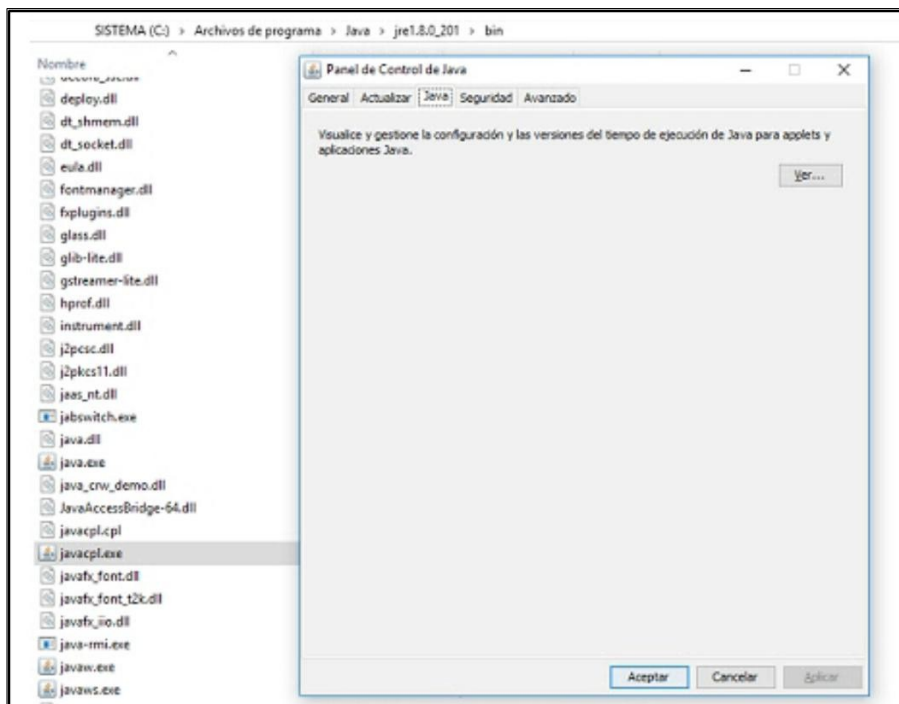 SISTEMA (C:) > Archivos de programa > Java > jre1.8.0_201 > bin
Nombre
deploy.dll
dt_shmem.dll
dt_socket.dll
eula.dll
fontmanager.dll
fxplugins.dll
glass.dll
glib-lite.dll
gstreamer-lite.dll
hprof.dll
instrument.dll
j2pcsc.dll
j2pkcs11.dll
jaas_nt.dll
jabswitch.exe
java.dll
java.exe
java_crw_demo.dll
JavaAccessBridge-64.dll
javacpl.cpl
javacpl.exe
javafx_font.dll
javafx_font_t2k.dll
javafx_iio.dll
java-rmi.exe
javaw.exe
javaws.exe
Panel de Control de Java
General Actualizar Java Seguridad Avanzado
Visualice y gestione la configuración y las versiones del tiempo de ejecución de Java para applets y
aplicaciones Java.
Ver...
Aceptar Cancelar Aplicar